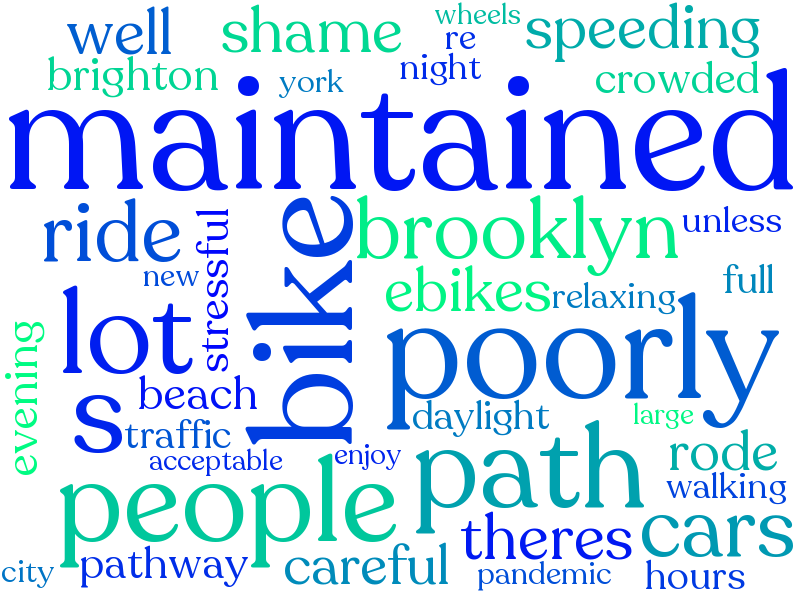 wheels
well
shame
re
speeding
brighton
york
night
crowded
maintained
ride
bike
brooklyn
unless
new
stressful
ebikes
relaxing
full
lot
poorly
evening
s
beach
daylight
large
traffic
acceptable
enjoy
path
rode
people
walking
theres
cars
city
pathway
careful
pandemic
hours